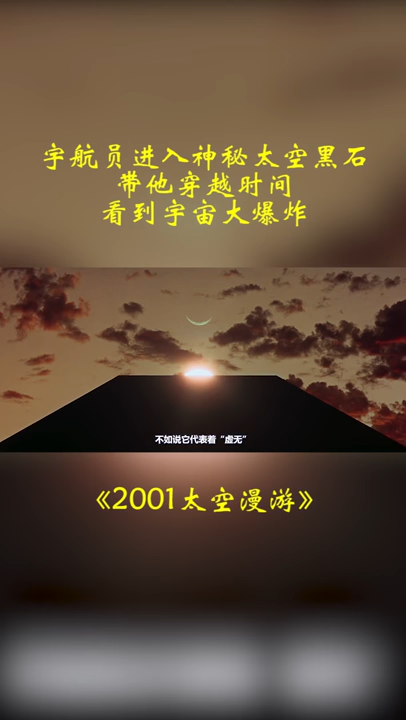 宇航员进入神秘太空黑石
带他穿越时间
看到宇宙大爆炸
不如说它代表着“虚无”
《2001太空漫游》